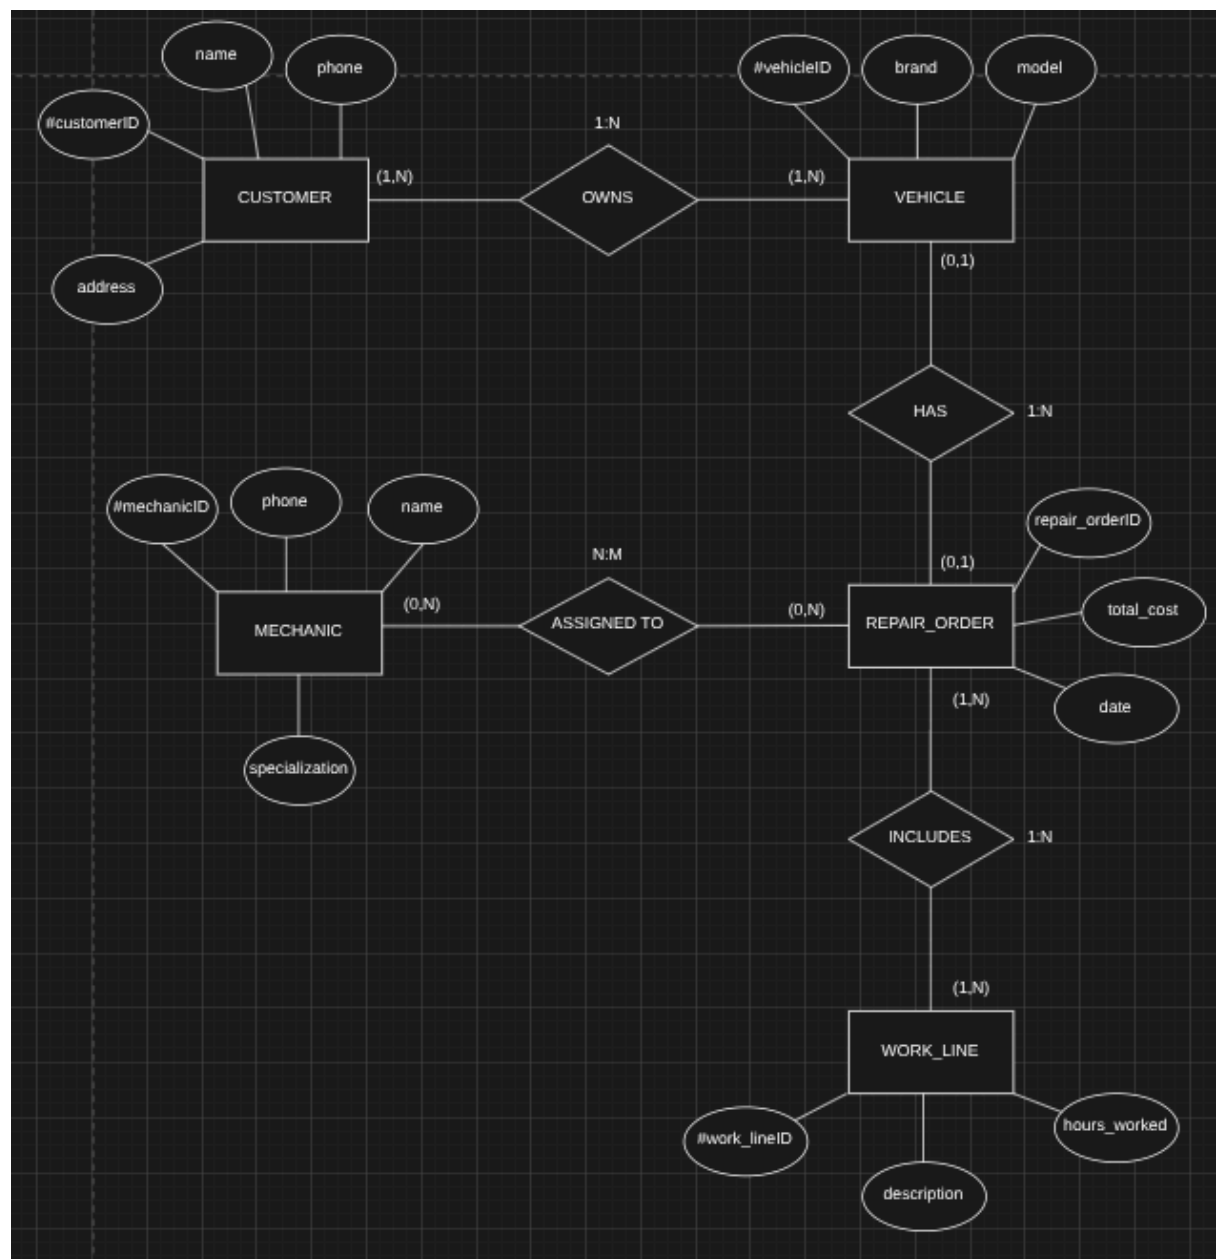 name
phone
#customerID
CUSTOMER
address
(1,N)
1:N
OWNS
(1,N)
#vehicleID
brand
model
VEHICLE
(0,1)
HAS
1:N
(0,1)
#mechanicID
phone
name
MECHANIC
specialization
(0,N)
N:M
ASSIGNED TO
(0,N)
REPAIR_ORDER
repair_orderID
total_cost
date
(1,N)
INCLUDES
1:N
(1,N)
WORK_LINE
#work_lineID
description
hours_worked